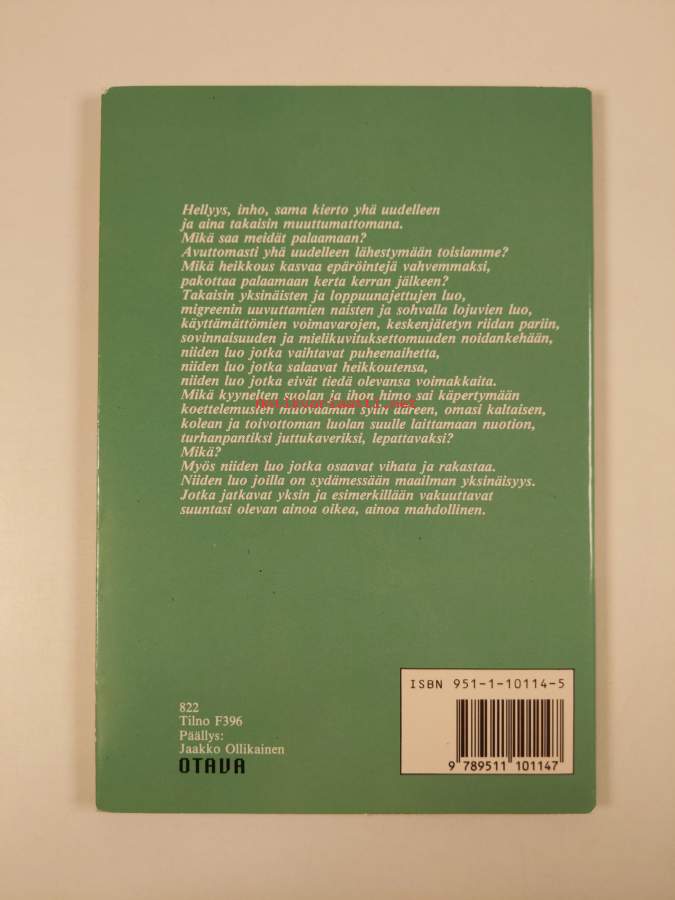 Hellyys, inho, sama kierto yhä uudelleen
ja aina takaisin muuttumattomana.
Mikä saa meidät palaamaan?
Avuttomasti yhä uudelleen lähestymään toisiamme?
Mikä heikkous kasvaa epäröintejä vahvemmaksi,
pakottaa palaamaan kerta kerran jälkeen?
Takaisin yksinäisten ja loppuunajettujen luo,
migreenin uuvuttamien naisten ja sohvalla lojuvien luo,
käyttämättömien voimavarojen, keskenjätetyn riidan pariin,
sovinnaisuuden ja mielikuvituksettomuuden noidankehään,
niiden luo jotka vaihtavat puheenaihetta,
niiden luo jotka salaavat heikkoutensa,
niiden luo jotka eivät tiedä olevansa voimakkaita.
Mikä kyynelten suolan ja ihon himo sai käpertymään
antikvariaatti.net
koettelemusten muovaaman sylin ääreen, omasi kaltaisen,
kolean ja toivottoman luolan suulle laittamaan nuotion,
turhanpantiksi juttukaveriksi, lepattavaksi?
Mikä?
Myös niiden luo jotka osaavat vihata ja rakastaa.
Niiden luo joilla on sydämessään maailman yksinäisyys.
Jotka jatkavat yksin ja esimerkillään vakuuttavat
suuntasi olevan ainoa oikea, ainoa mahdollinen.
822
Tilno F396
Päällys:
Jaakko Ollikainen
OTAVA
ISBN 951-1-10114-5
9 789511 101147